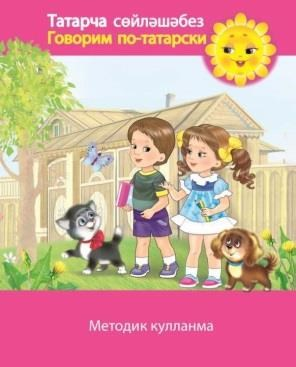 Татарча сөйләшәбез
Говорим по-татарски
Методик кулланма